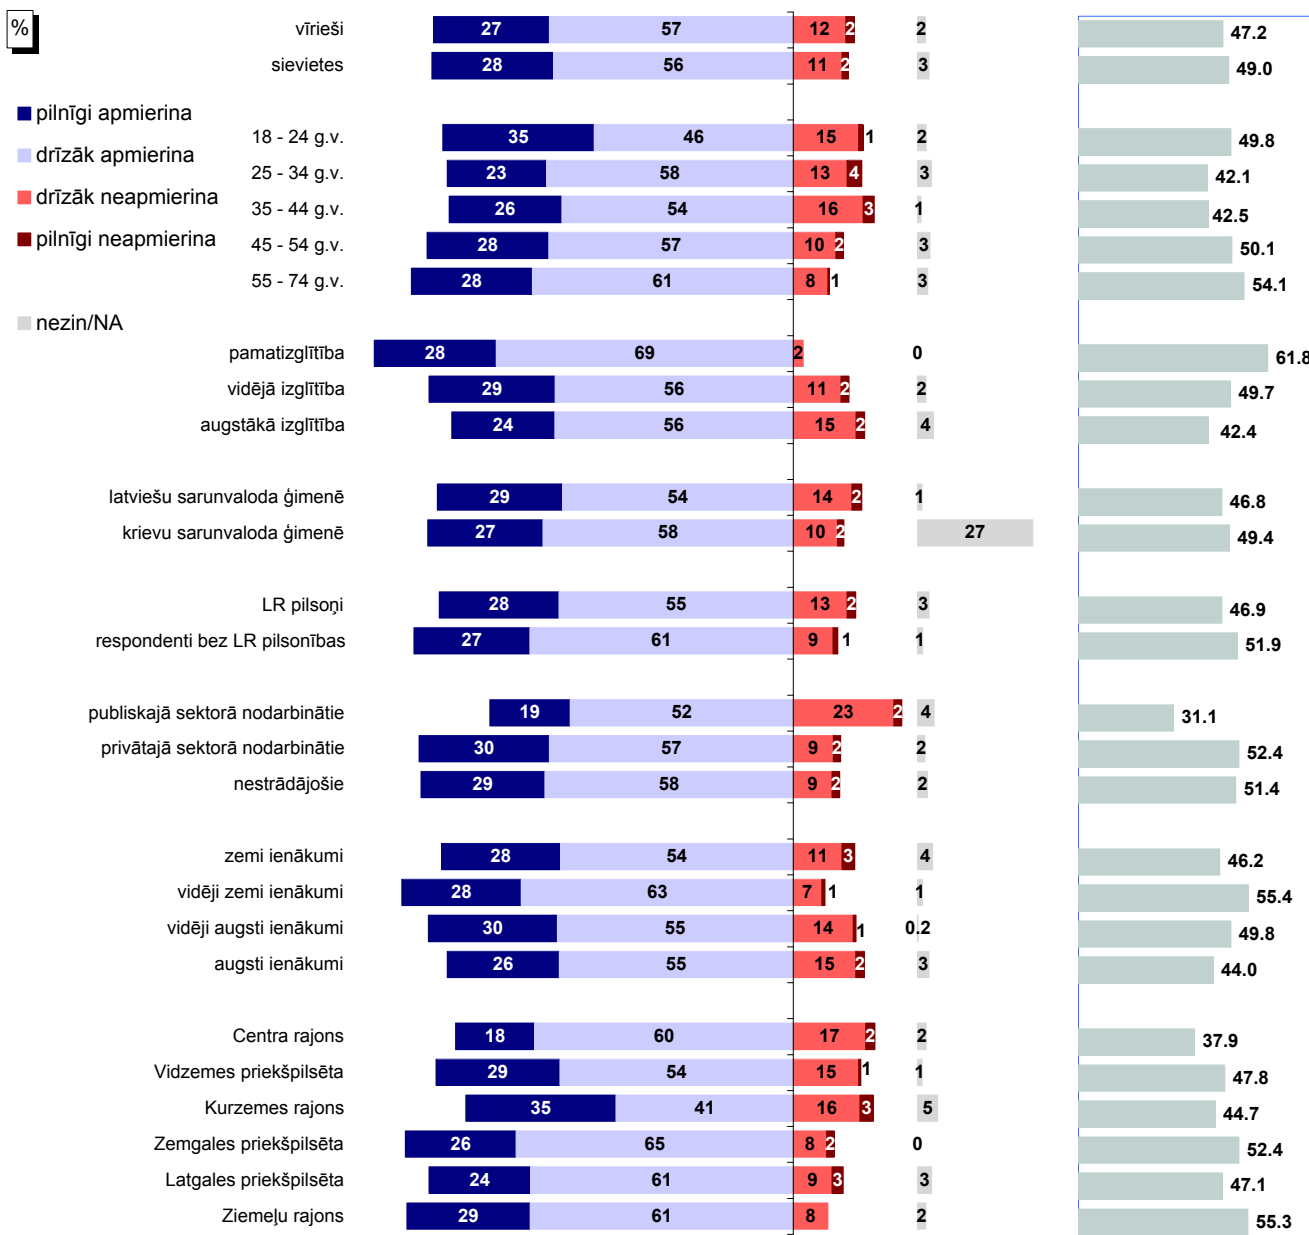 %
pilnīgi apmierina
drīzāk apmierina
drīzāk neapmierina
pilnīgi neapmierina
nezin/NA
vīrieši 27 57 12 2 2 47.2
sievietes 28 56 11 2 3 49.0
18 - 24 g.v. 35 46 15 1 2 49.8
25 - 34 g.v. 23 58 13 4 3 42.1
35 - 44 g.v. 26 54 16 3 1 42.5
45 - 54 g.v. 28 57 10 2 3 50.1
55 - 74 g.v. 28 61 8 1 3 54.1
pamatizglītība 28 69 2 0 61.8
vidējā izglītība 29 56 11 2 2 49.7
augstākā izglītība 24 56 15 2 4 42.4
latviešu sarunvaloda ģimenē 29 54 14 2 1 46.8
krievu sarunvaloda ģimenē 27 58 10 2 27 49.4
LR pilsoņi 28 55 13 2 3 46.9
respondenti bez LR pilsonības 27 61 9 1 1 51.9
publiskajā sektorā nodarbinātie 19 52 23 2 4 31.1
privātajā sektorā nodarbinātie 30 57 9 2 2 52.4
nestrādājošie 29 58 9 2 2 51.4
zemi ienākumi 28 54 11 3 4 46.2
vidēji zemi ienākumi 28 63 7 1 1 55.4
vidēji augsti ienākumi 30 55 14 1 0.2 49.8
augsti ienākumi 26 55 15 2 3 44.0
Centra rajons 18 60 17 2 2 37.9
Vidzemes priekšpilsēta 29 54 15 1 1 47.8
Kurzemes rajons 35 41 16 3 5 44.7
Zemgales priekšpilsēta 26 65 8 2 0 52.4
Latgales priekšpilsēta 24 61 9 3 3 47.1
Ziemeļu rajons 29 61 8 2 55.3